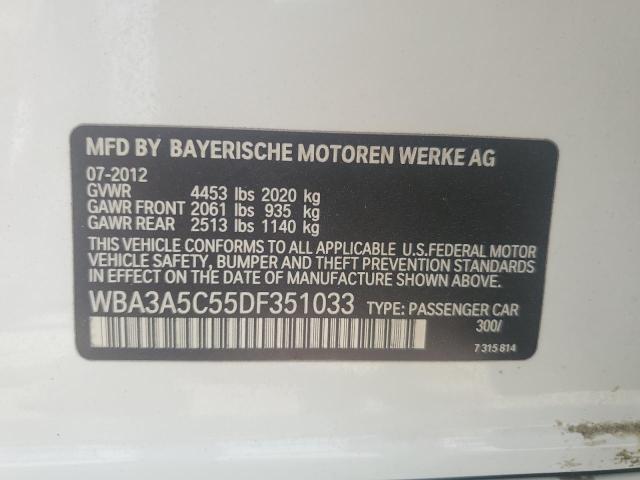 MFD BY BAYERISCHE MOTOREN WERKE AG
07-2012
GVWR 4453 lbs 2020 kg
GAWR FRONT 2061 lbs 935 kg
GAWR REAR 2513 lbs 1140 kg
THIS VEHICLE CONFORMS TO ALL APPLICABLE U.S.FEDERAL MOTOR
VEHICLE SAFETY, BUMPER AND THEFT PREVENTION STANDARDS
IN EFFECT ON THE DATE OF MANUFACTURE SHOWN ABOVE.
WBA3A5C55DF351033 TYPE: PASSENGER CAR
300/
7 315 814